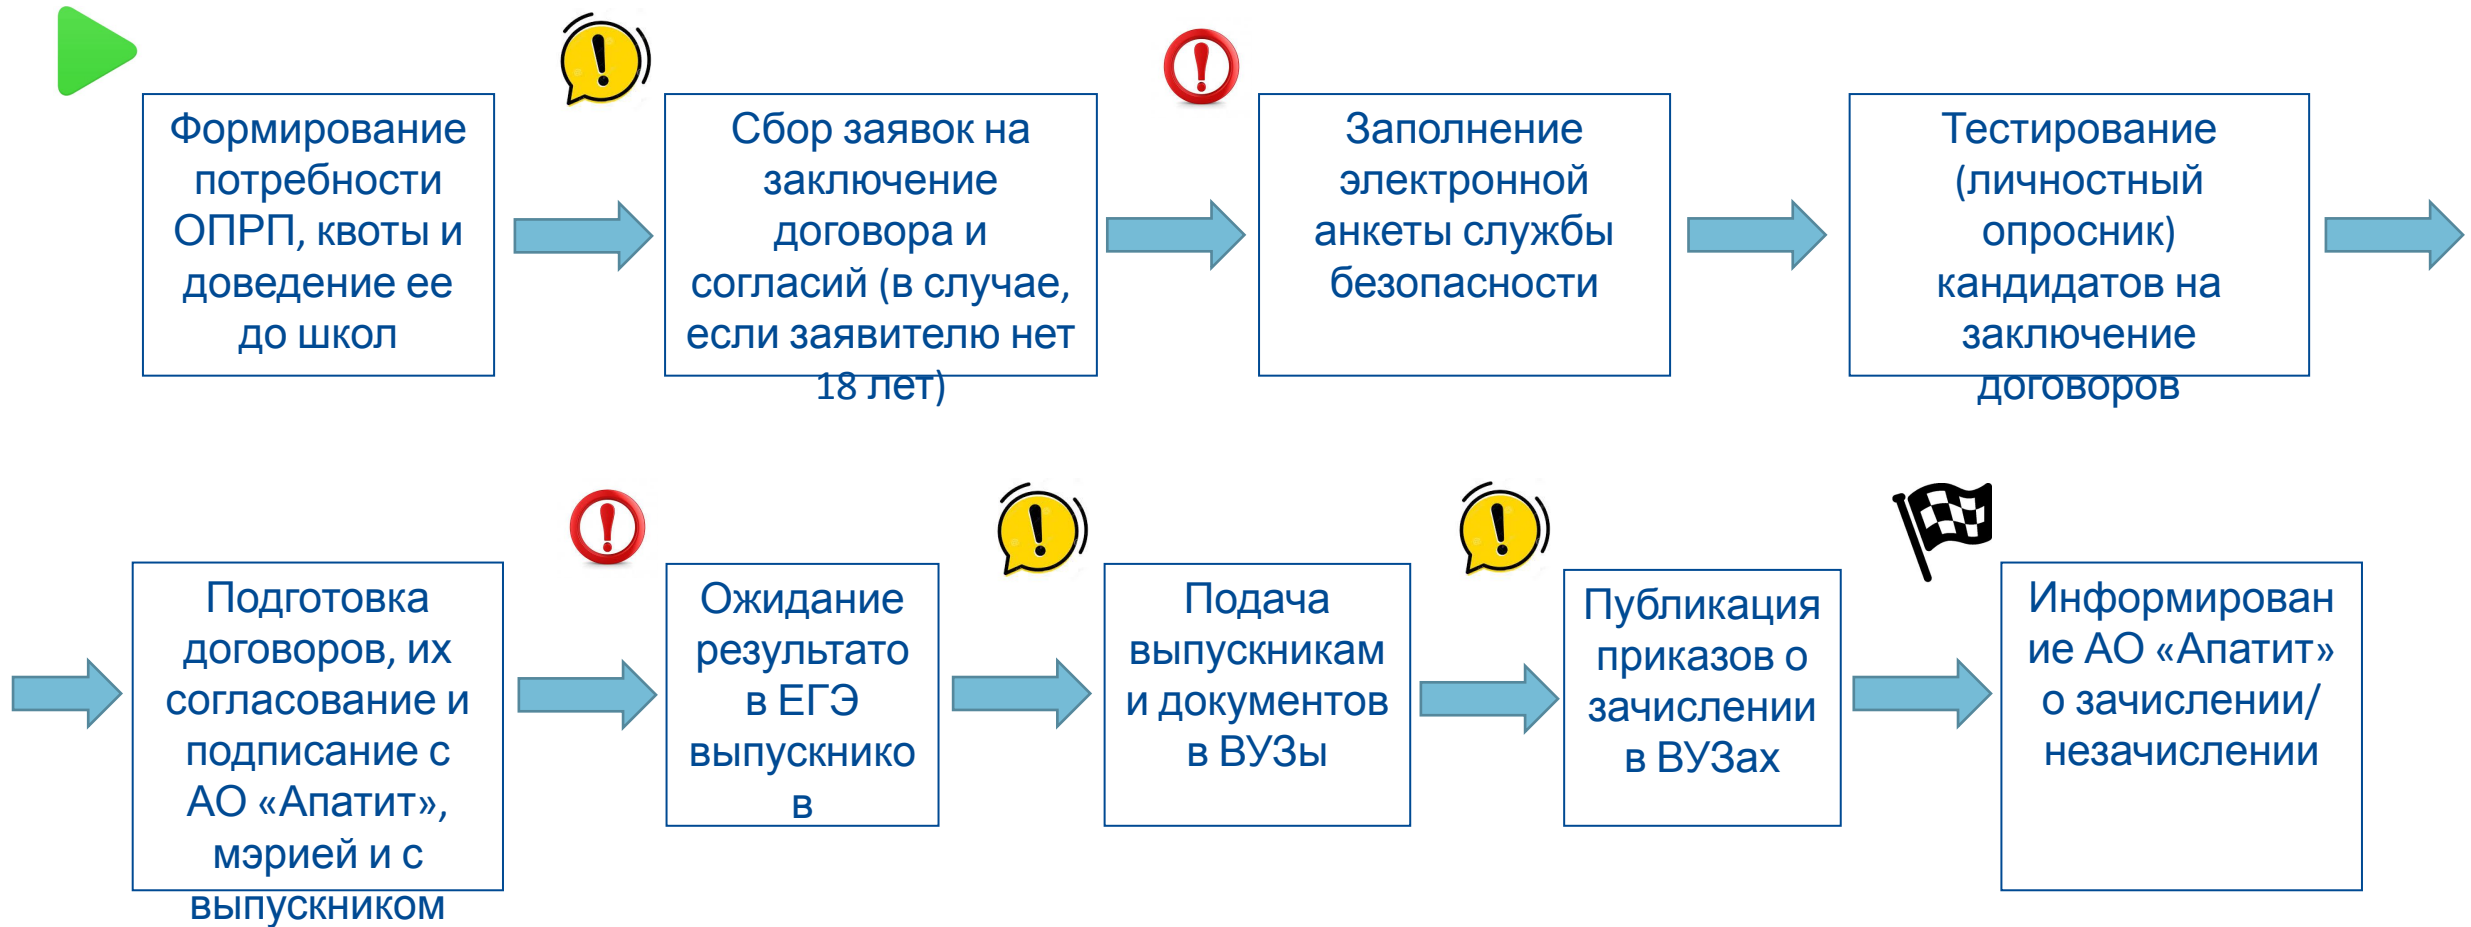 Формирование
потребности
ОПРП, квоты и
доведение ее
до школ
Сбор заявок на
заключение
договора и
согласий (в случае,
если заявителю нет
18 лет)
Заполнение
электронной
анкеты службы
безопасности
Тестирование
(личностный
опросник)
кандидатов на
заключение
договоров
Подготовка
договоров, их
согласование и
подписание с
АО «Апатит»,
мэрией и с
выпускником
Ожидание
результато
в ЕГЭ
выпускнико
в
Подача
выпускникам
и документов
в ВУЗы
Публикация
приказов о
зачислении
в ВУЗах
Информирован
ие АО «Апатит»
о зачислении/
незачислении